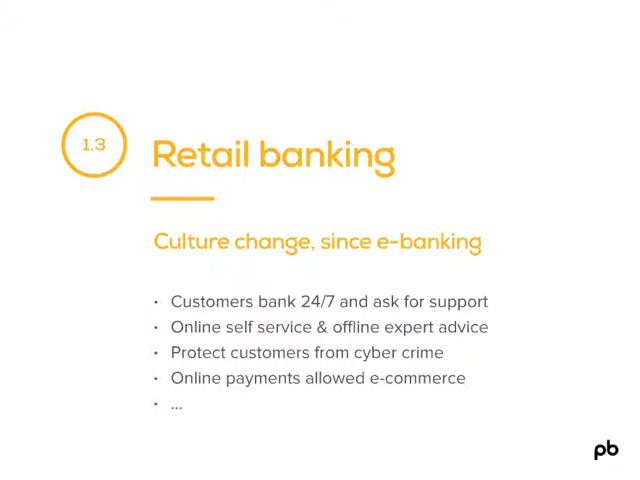 1.3
Retail banking
Culture change, since e-banking
• Customers bank 24/7 and ask for support
• Online self service & offline expert advice
• Protect customers from cyber crime
• Online payments allowed e-commerce
• ...
pb